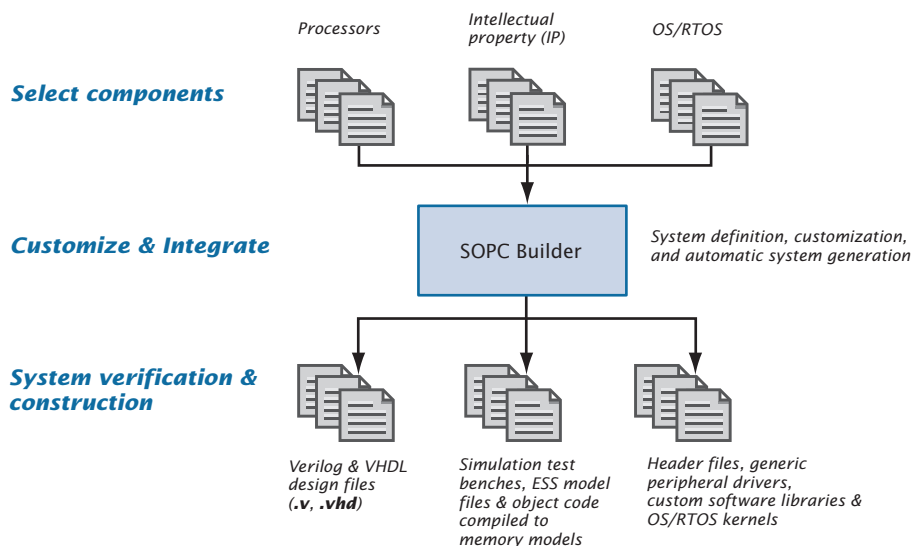 Processors
Intellectual
property (IP)
OS/RTOS
Select components
Customize & Integrate
SOPC Builder
System definition, customization,
and automatic system generation
System verification &
construction
Verilog & VHDL
design files
(.v, .vhd)
Simulation test
benches, ESS model
files & object code
compiled to
memory models
Header files, generic
peripheral drivers,
custom software libraries &
OS/RTOS kernels